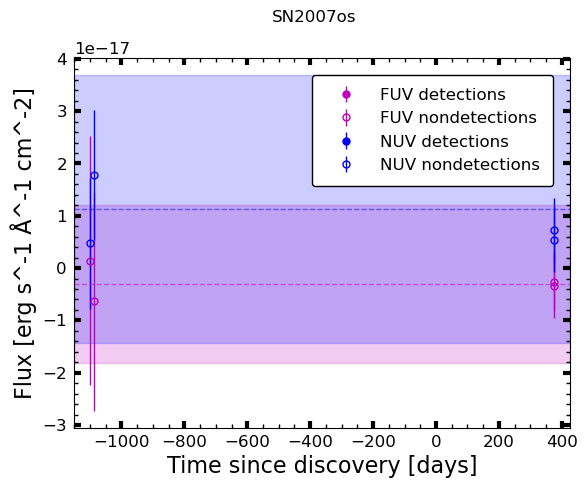 SN2007os
1e−17
4
3
2
1
0
−1
−2
−3
Flux [erg s^-1 Å^-1 cm^-2]
FUV detections
FUV nondetections
NUV detections
NUV nondetections
−1000 −800 −600 −400 −200 0 200 400
Time since discovery [days]